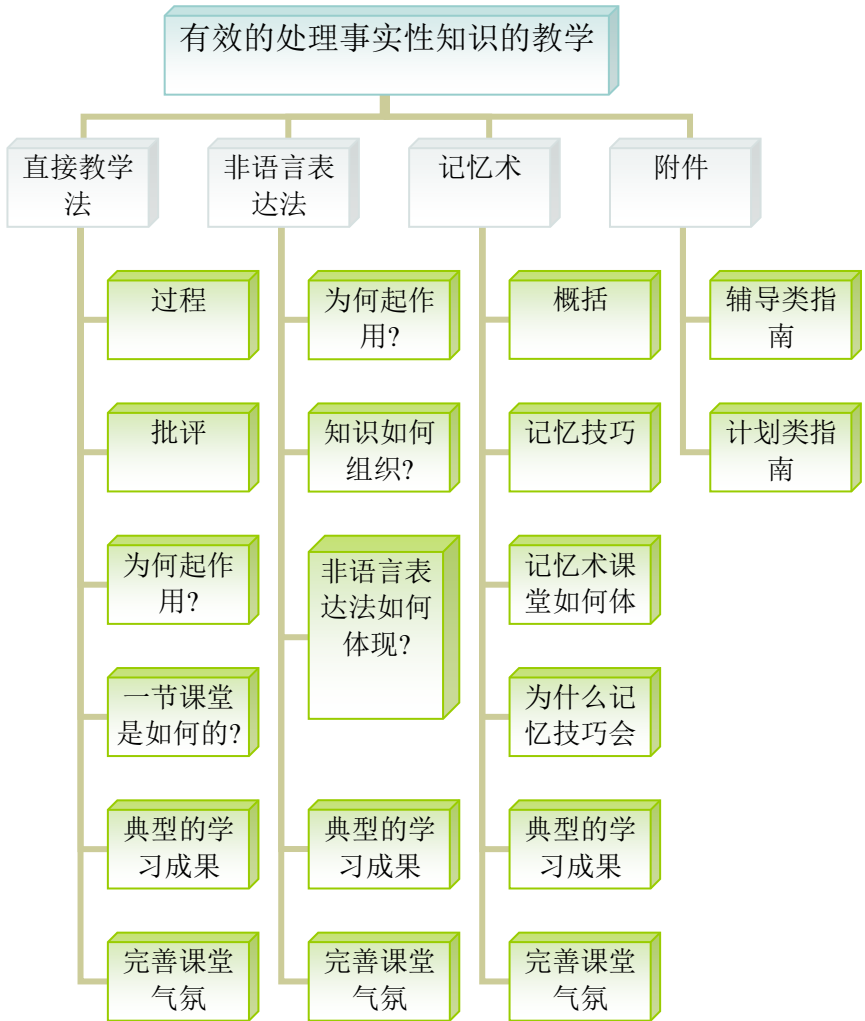 有效的处理事实性知识的教学
直接教学
法
非语言表
达法
记忆术
附件
过程
批评
为何起作
用?
一节课堂
是如何的?
典型的学
习成果
完善课堂
气氛
为何起作
用?
知识如何
组织?
非语言表
达法如何
体现?
典型的学
习成果
完善课堂
气氛
概括
记忆技巧
记忆术课
堂如何体
为什么记
忆技巧会
典型的学
习成果
完善课堂
气氛
辅导类指
南
计划类指
南